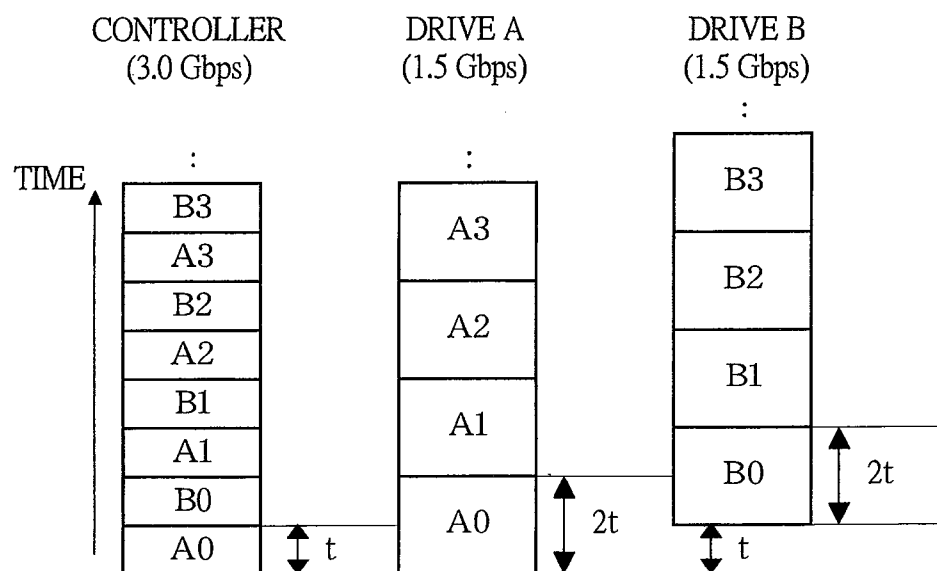 CONTROLLER
(3.0 Gbps)
DRIVE A
(1.5 Gbps)
DRIVE B
(1.5 Gbps)
TIME
:
B3
A3
B2
A2
B1
A1
B0
A0
t
:
A3
A2
A1
A0
2t
:
B3
B2
B1
B0
2t
t